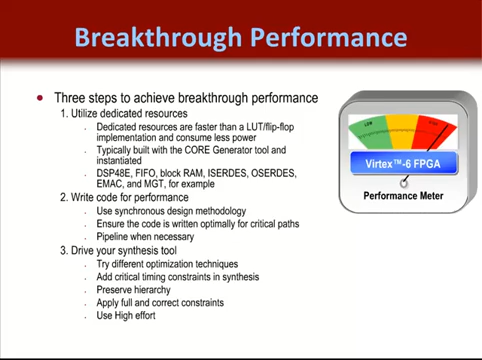 Breakthrough Performance
Three steps to achieve breakthrough performance
1. Utilize dedicated resources
Dedicated resources are faster than a LUT/flip-flop
implementation and consume less power
Typically built with the CORE Generator tool and
instantiated
DSP48E, FIFO, block RAM, ISERDES, OSERDES,
EMAC, and MGT, for example
2. Write code for performance
Use synchronous design methodology
Ensure the code is written optimally for critical paths
Pipeline when necessary
3. Drive your synthesis tool
Try different optimization techniques
Add critical timing constraints in synthesis
Preserve hierarchy
Apply full and correct constraints
Use High effort
LOW
Virtex™-6 FPGA
Performance Meter